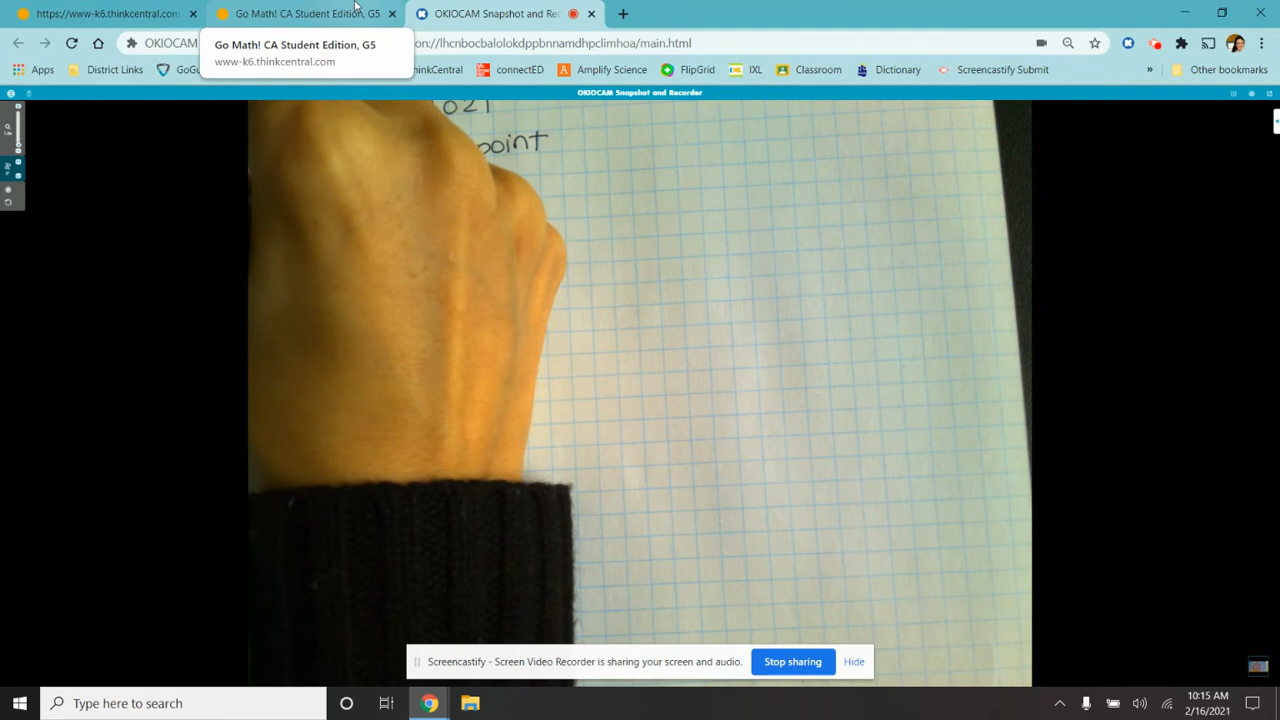 https://www-k6.thinkcentral.com
Go Math! CA Student Edition, G5
OKIOCAM Snapshot and Rec
OKIOCAM
on://lhcnbocbalolokdppbnnamdhpclimhoa/main.html
Go Math! CA Student Edition, G5
www-k6.thinkcentral.com
Apps
District Links
GoGu
hinkCentral
connectED
Amplify Science
FlipGrid
IXL
Classroom
Dictionary
Screencastify Submit
»
Other bookmarks
OKIOCAM Snapshot and Recorder
021
point
Screencastify - Screen Video Recorder is sharing your screen and audio.
Stop sharing
Hide
Type here to search
10:15 AM
2/16/2021